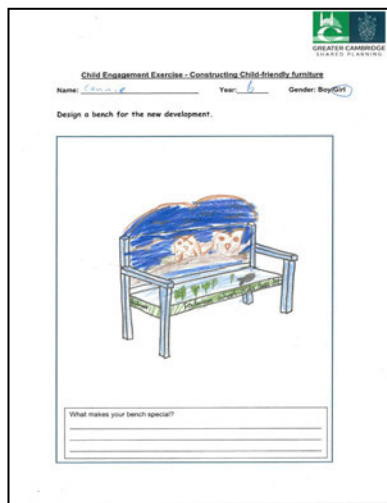 GREATER CAMBRIDGE
SHARED PLANNING
Child Engagement Exercise - Constructing Child-friendly furniture
Name: Connie Year: 6 Gender: Boy/Girl
Design a bench for the new development.
What makes your bench special?